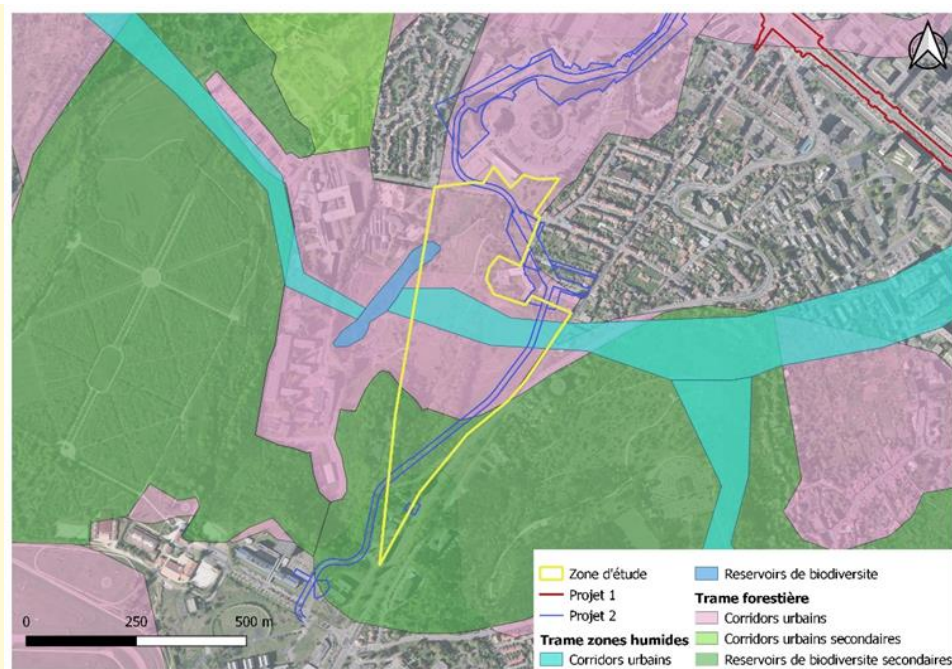 0
250
500 m
Zone d'étude
Projet 1
Projet 2
Trame zones humides
Corridors urbains
Reservoirs de biodiversite
Trame forestière
Corridors urbains
Corridors urbains secondaires
Reservoirs de biodiversite secondaires